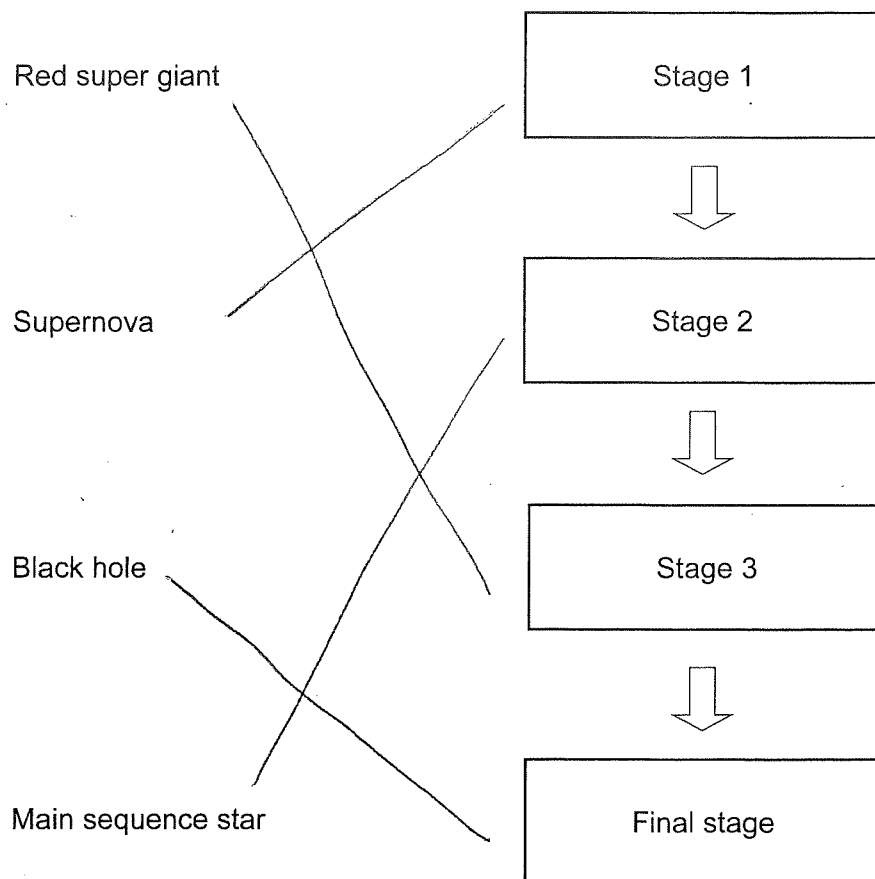 Red super giant
Stage 1
Supernova
Stage 2
Black hole
Stage 3
Main sequence star
Final stage